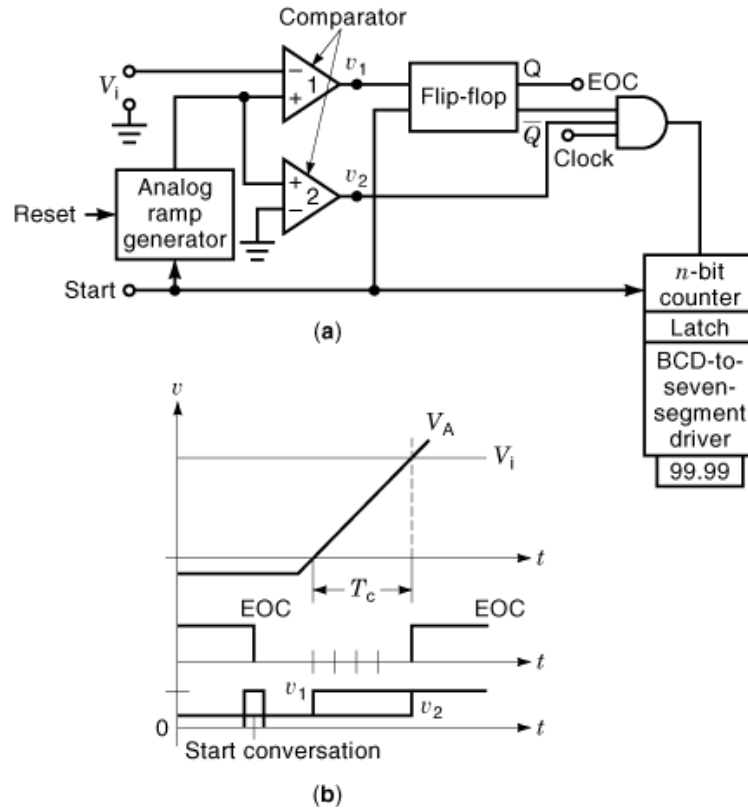 Comparator
V_i
−
1
+
v_1
Flip-flop
Q
EOC
Q̅
Clock
+
2
−
v_2
Reset
Analog
ramp
generator
Start
n-bit
counter
Latch
BCD-to-
seven-
segment
driver
99.99
(a)
v
V_A
V_i
t
T_c
EOC
EOC
t
v_1
v_2
0
t
Start conversation
(b)